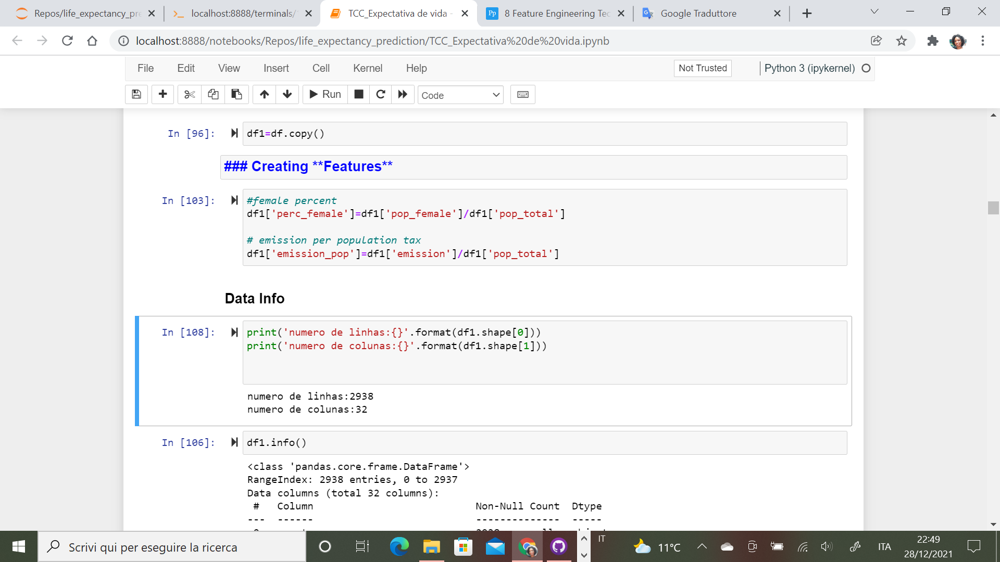 Repos/life_expectancy_pre
localhost:8888/terminals/
TCC_Expectativa de vida -
8 Feature Engineering Tec
Google Traduttore
localhost:8888/notebooks/Repos/life_expectancy_prediction/TCC_Expectativa%20de%20vida.ipynb
File Edit View Insert Cell Kernel Help
Not Trusted
Python 3 (ipykernel)
Run
Code
In [96]: df1=df.copy()
### Creating **Features**
In [103]: #female percent
df1['perc_female']=df1['pop_female']/df1['pop_total']
# emission per population tax
df1['emission_pop']=df1['emission']/df1['pop_total']
Data Info
In [108]: print('numero de linhas:{}'.format(df1.shape[0]))
print('numero de colunas:{}'.format(df1.shape[1]))
numero de linhas:2938
numero de colunas:32
In [106]: df1.info()
<class 'pandas.core.frame.DataFrame'>
RangeIndex: 2938 entries, 0 to 2937
Data columns (total 32 columns):
# Column Non-Null Count Dtype
--- ------ -------------- -----
Scrivi qui per eseguire la ricerca
IT
11°C
ITA
22:49
28/12/2021